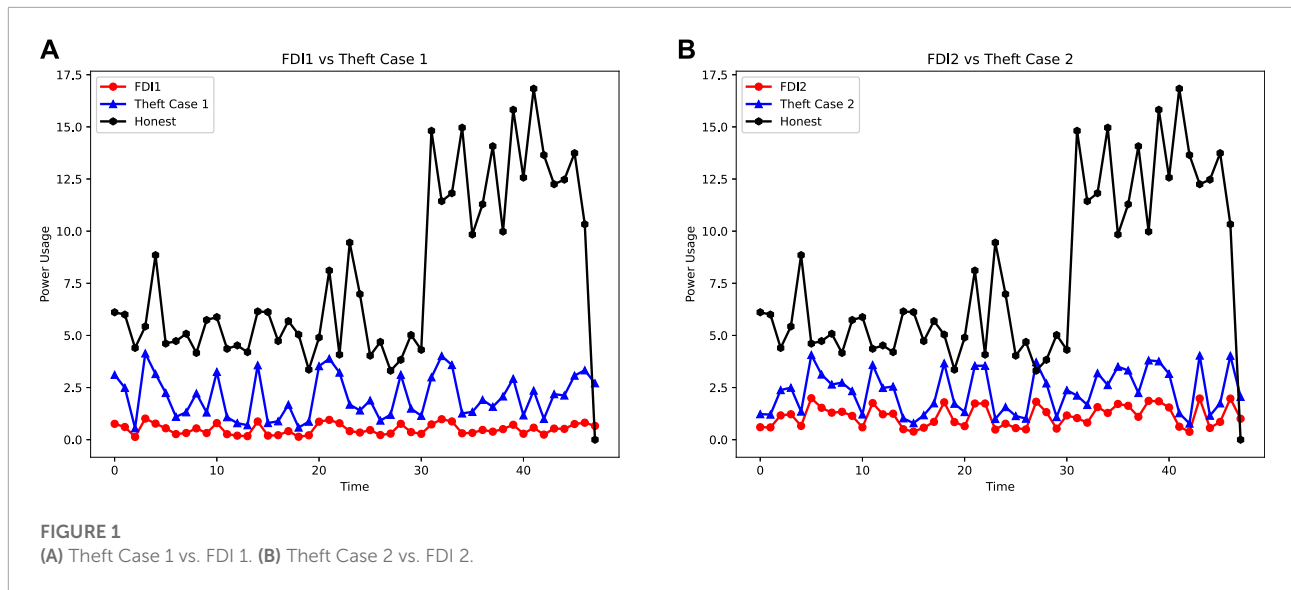 A
FDI1 vs Theft Case 1
FDI1
Theft Case 1
Honest
Power Usage
17.5
15.0
12.5
10.0
7.5
5.0
2.5
0.0
0
10
20
30
40
Time
B
FDI2 vs Theft Case 2
FDI2
Theft Case 2
Honest
Power Usage
17.5
15.0
12.5
10.0
7.5
5.0
2.5
0.0
0
10
20
30
40
Time
FIGURE 1
(A) Theft Case 1 vs. FDI 1. (B) Theft Case 2 vs. FDI 2.